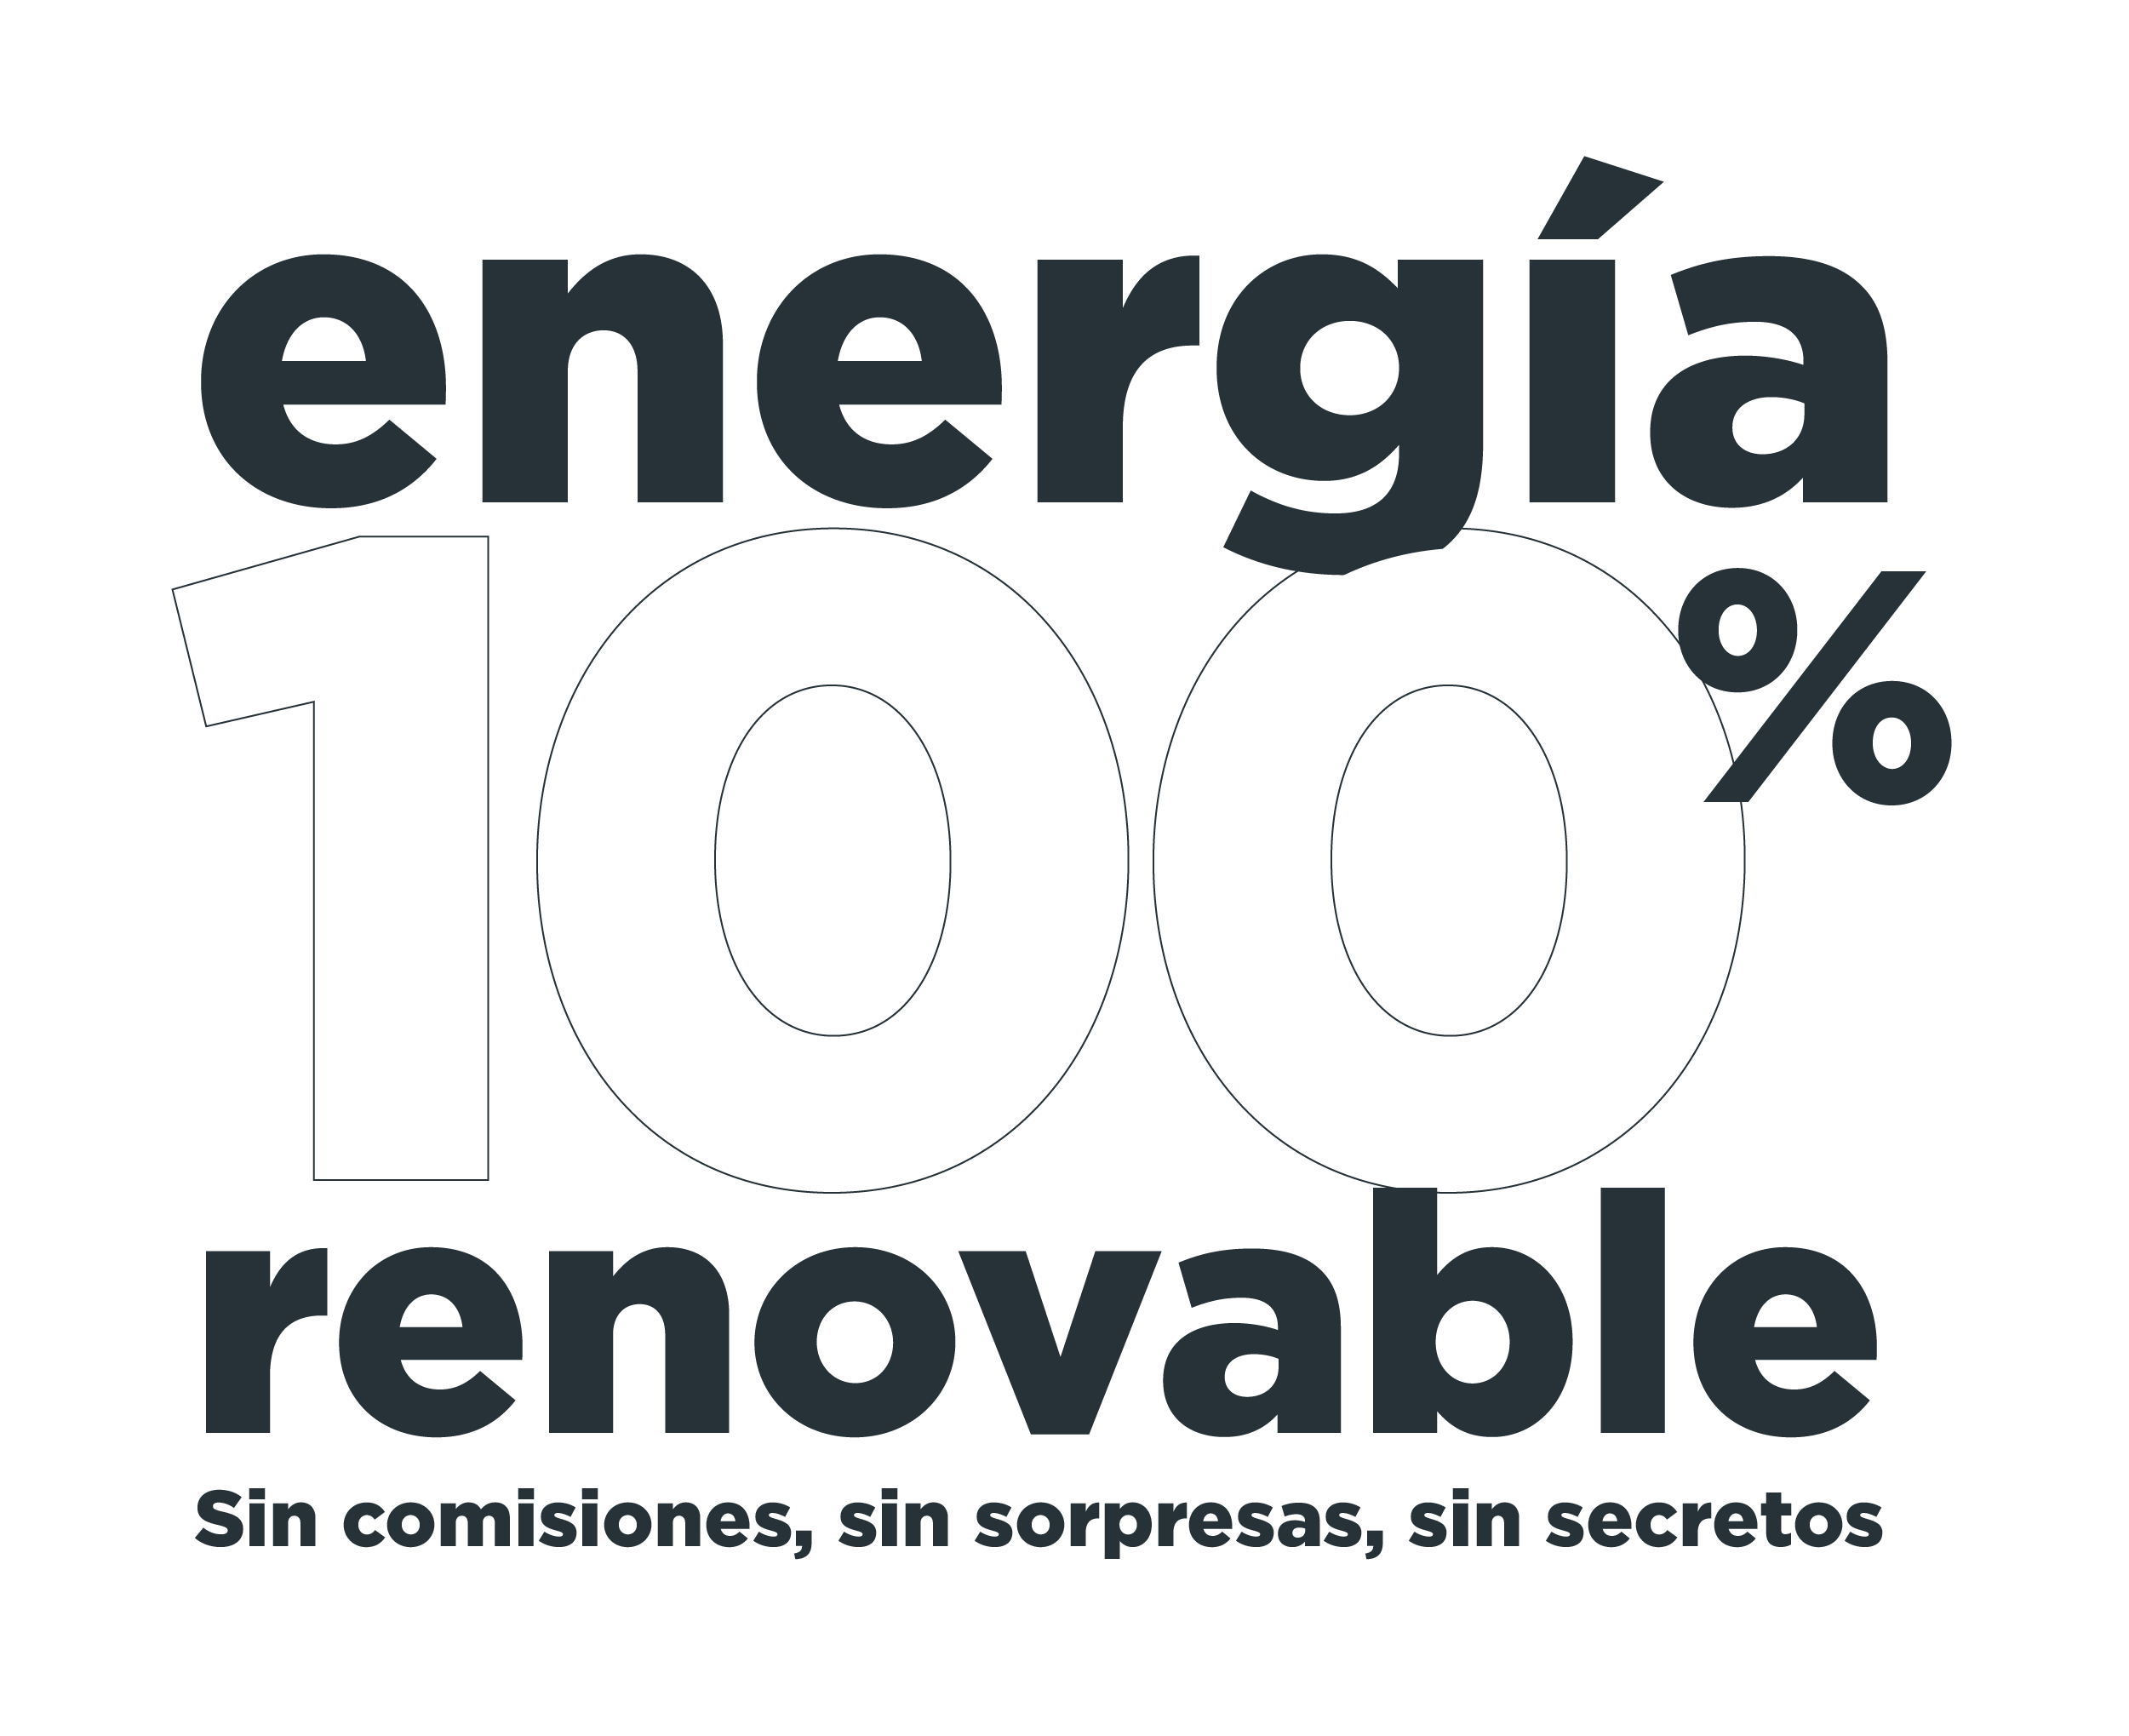 energía
100%
renovable
Sin comisiones, sin sorpresas, sin secretos